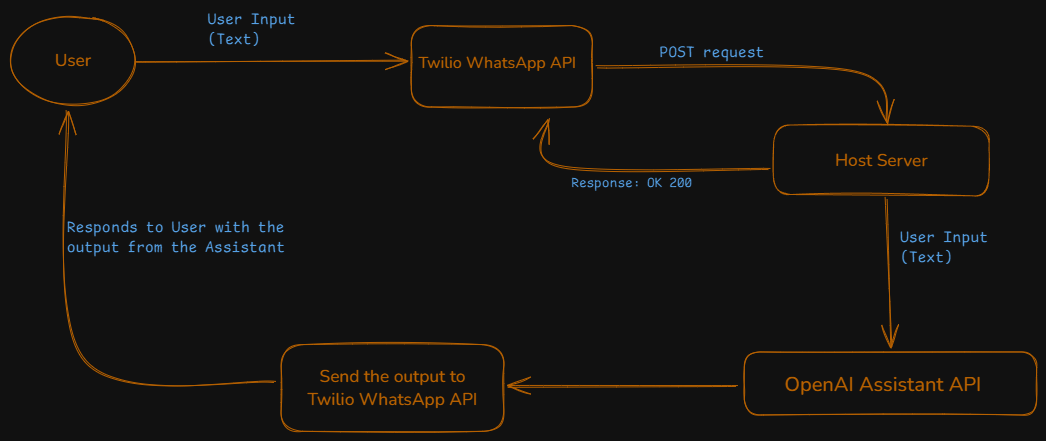 User Input
(Text)
User
Twilio WhatsApp API
POST request
Host Server
Response: OK 200
Responds to User with the
output from the Assistant
User Input
(Text)
Send the output to
Twilio WhatsApp API
OpenAI Assistant API